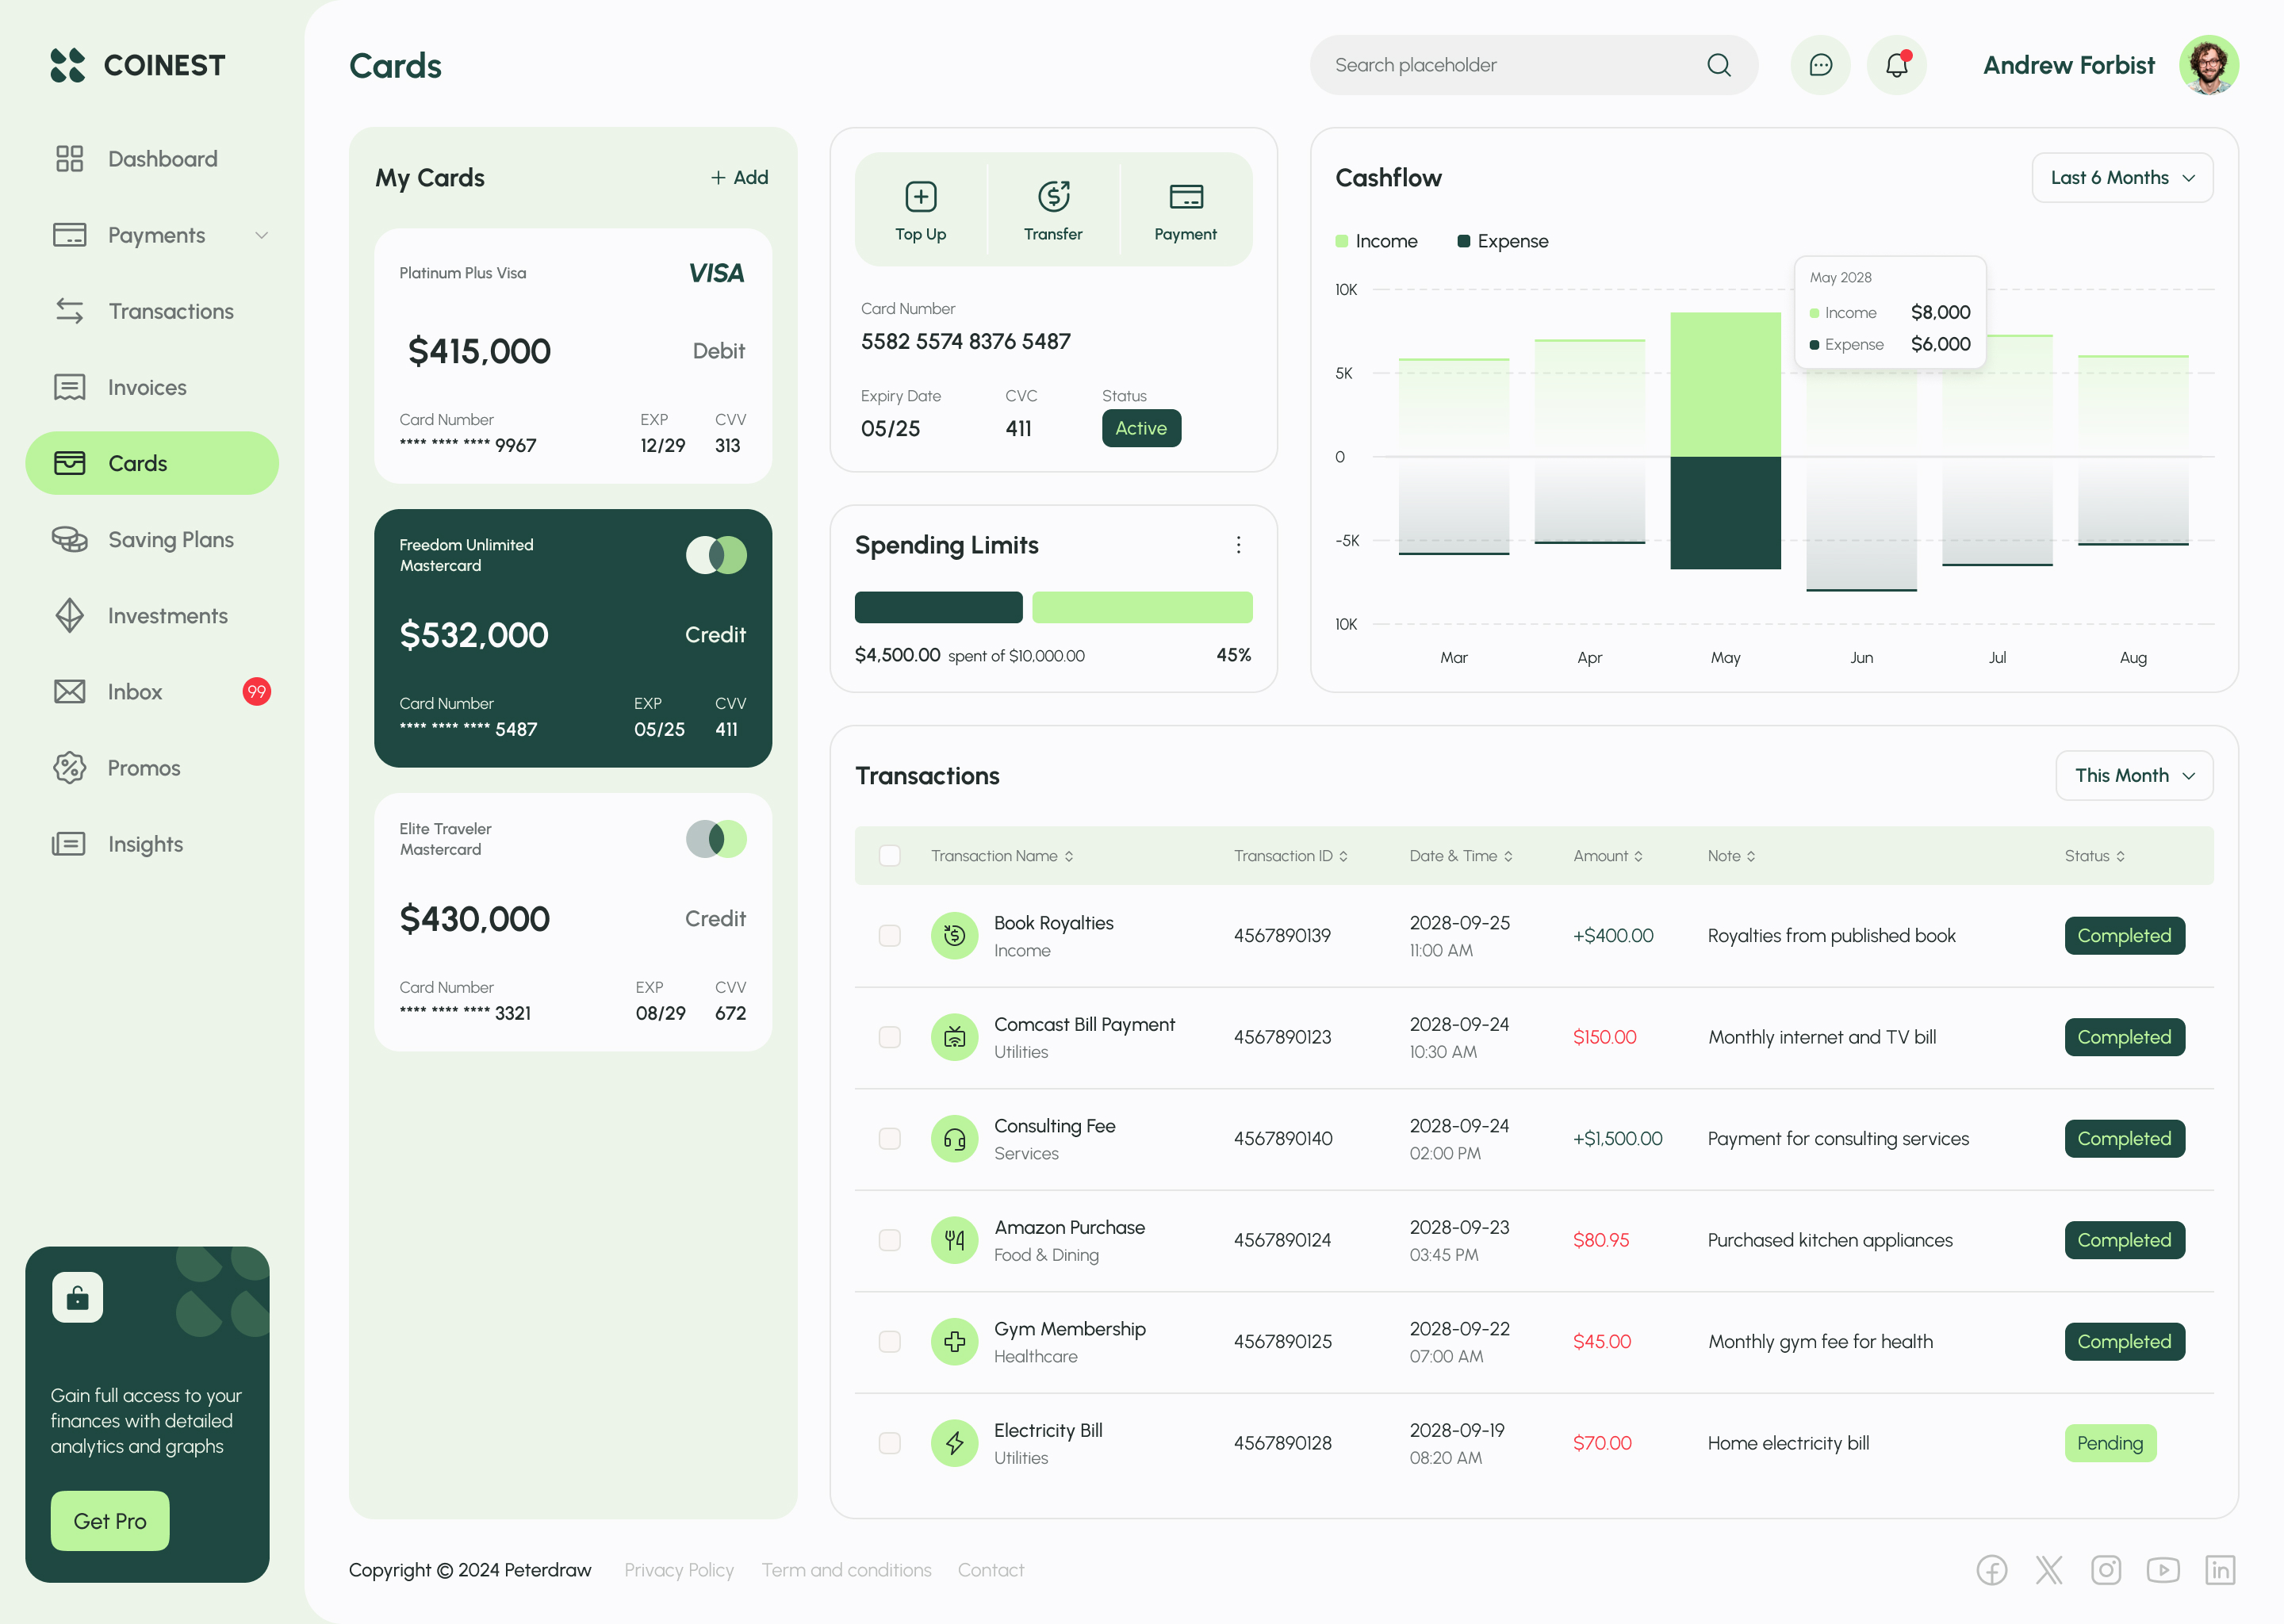 COINEST
Dashboard
Payments
Transactions
Invoices
Cards
Saving Plans
Investments
Inbox 99
Promos
Insights
Gain full access to your
finances with detailed
analytics and graphs
Get Pro
Cards
Search placeholder
Andrew Forbist
My Cards
+ Add
Platinum Plus Visa
VISA
$415,000 Debit
Card Number EXP CVV
**** **** **** 9967 12/29 313
Freedom Unlimited
Mastercard
$532,000 Credit
Card Number EXP CVV
**** **** **** 5487 05/25 411
Elite Traveler
Mastercard
$430,000 Credit
Card Number EXP CVV
**** **** **** 3321 08/29 672
Top Up Transfer Payment
Card Number
5582 5574 8376 5487
Expiry Date CVC Status
05/25 411 Active
Spending Limits
$4,500.00 spent of $10,000.00 45%
Cashflow
Last 6 Months
Income Expense
May 2028
Income $8,000
Expense $6,000
10K
5K
0
-5K
10K
Mar Apr May Jun Jul Aug
Transactions
This Month
Transaction Name Transaction ID Date & Time Amount Note Status
Book Royalties
Income
4567890139
2028-09-25
11:00 AM
+$400.00
Royalties from published book
Completed
Comcast Bill Payment
Utilities
4567890123
2028-09-24
10:30 AM
$150.00
Monthly internet and TV bill
Completed
Consulting Fee
Services
4567890140
2028-09-24
02:00 PM
+$1,500.00
Payment for consulting services
Completed
Amazon Purchase
Food & Dining
4567890124
2028-09-23
03:45 PM
$80.95
Purchased kitchen appliances
Completed
Gym Membership
Healthcare
4567890125
2028-09-22
07:00 AM
$45.00
Monthly gym fee for health
Completed
Electricity Bill
Utilities
4567890128
2028-09-19
08:20 AM
$70.00
Home electricity bill
Pending
Copyright © 2024 Peterdraw Privacy Policy Term and conditions Contact